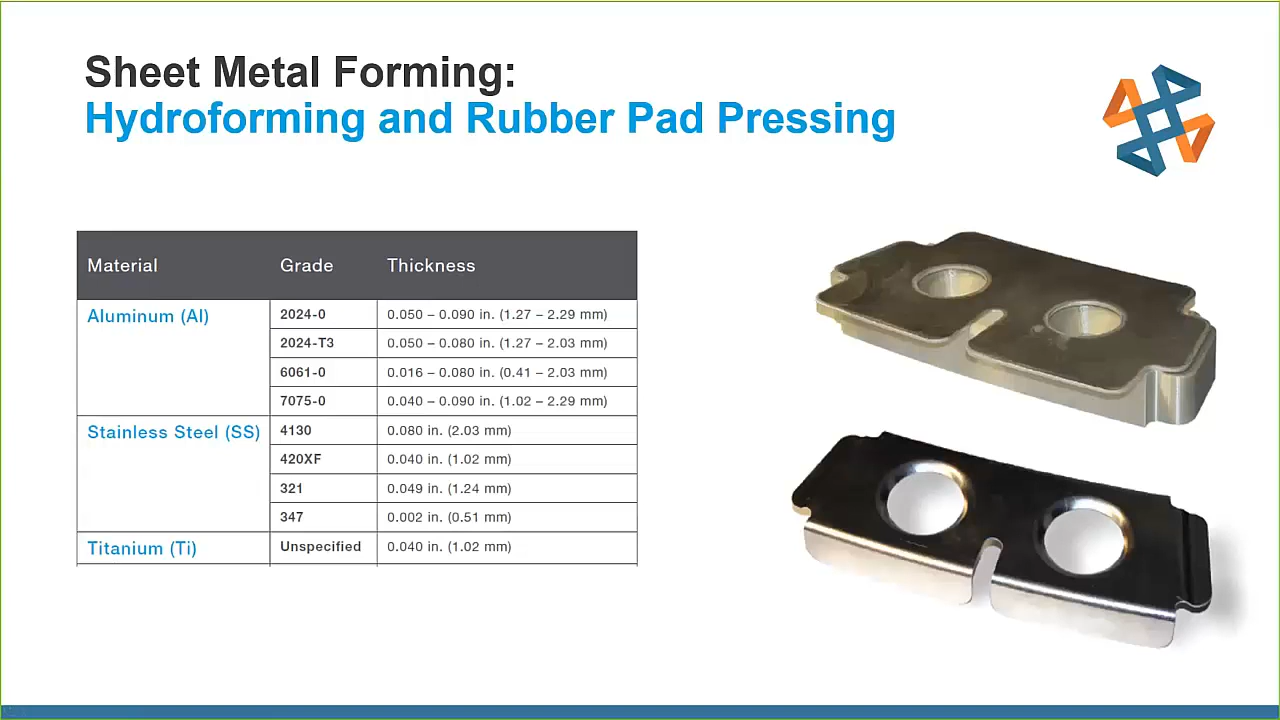 Sheet Metal Forming:
Hydroforming and Rubber Pad Pressing
Material Grade Thickness
Aluminum (Al) 2024-0 0.050 – 0.090 in. (1.27 – 2.29 mm)
2024-T3 0.050 – 0.080 in. (1.27 – 2.03 mm)
6061-0 0.016 – 0.080 in. (0.41 – 2.03 mm)
7075-0 0.040 – 0.090 in. (1.02 – 2.29 mm)
Stainless Steel (SS) 4130 0.080 in. (2.03 mm)
420XF 0.040 in. (1.02 mm)
321 0.049 in. (1.24 mm)
347 0.002 in. (0.51 mm)
Titanium (Ti) Unspecified 0.040 in. (1.02 mm)